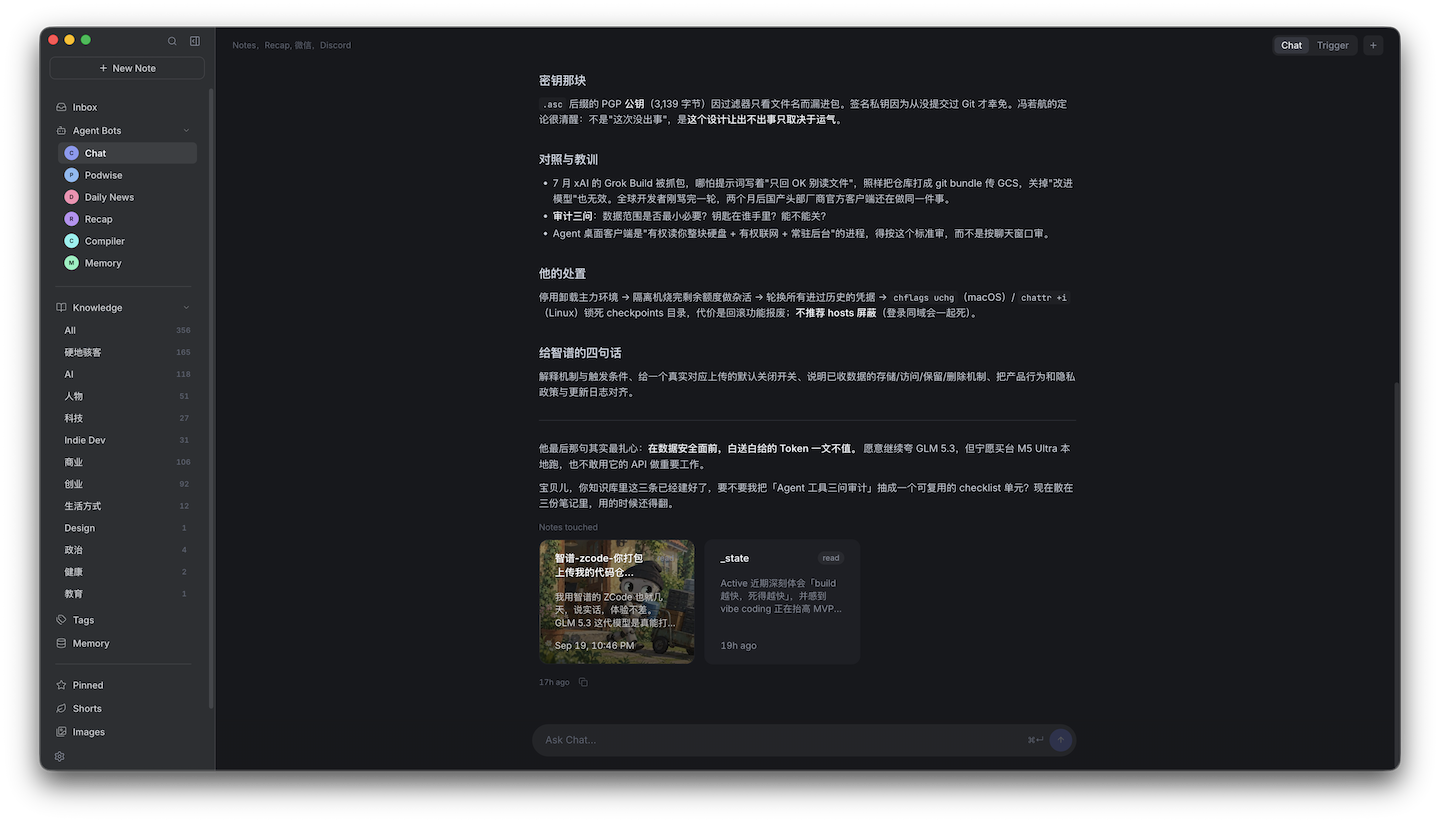 New Note
Inbox
Agent Bots
C Chat
P Podwise
D Daily News
R Recap
C Compiler
M Memory
Knowledge
All 356
硬地骇客 165
AI 116
人物 51
科技 27
Indie Dev 31
商业 106
创业 92
生活方式 12
Design 1
政治 4
健康 2
教育 1
Tags
Memory
Pinned
Shorts
Images
Notes, Recap, 微信, Discord
Chat Trigger +
密钥那块
.asc 后缀的 PGP 公钥（3,139 字节）因过滤器只看文件名而漏进包。签名私钥因为从没提交过 Git 才幸免。冯若航的定
论很清醒：不是"这次没出事"，是这个设计让出不出事只取决于运气。
对照与教训
• 7 月 xAI 的 Grok Build 被抓包，哪怕提示词写着"只回 OK 别读文件"，照样把仓库打成 git bundle 传 GCS，关掉"改进
模型"也无效。全球开发者刚骂完一轮，两个月后国产头部厂商官方客户端还在做同一件事。
• 审计三问：数据范围是否最小必要？钥匙在谁手里？能不能关？
• Agent 桌面客户端是"有权读你整块硬盘 + 有权联网 + 常驻后台"的进程，得按这个标准审，而不是按聊天窗口审。
他的处置
停用卸载主力环境 → 隔离机烧完剩余额度做杂活 → 轮换所有进过历史的凭据 → chflags uchg （macOS）/ chattr +i
（Linux）锁死 checkpoints 目录，代价是回滚功能报废；不推荐 hosts 屏蔽（登录同域会一起死）。
给智谱的四句话
解释机制与触发条件、给一个真实对应上传的默认关闭开关、说明已收数据的存储/访问/保留/删除机制、把产品行为和隐私
政策与更新日志对齐。
他最后那句其实最扎心：在数据安全面前，白送白给的 Token 一文不值。 愿意继续夸 GLM 5.3，但宁愿买台 M5 Ultra 本
地跑，也不敢用它的 API 做重要工作。
宝贝儿，你知识库里这三条已经建好了，要不要我把「Agent 工具三问审计」抽成一个可复用的 checklist 单元？现在散在
三份笔记里，用的时候还得翻。
Notes touched
智谱-zcode-你打包
上传我的代码仓...
我用智谱的 ZCode 也就几
天，说实话，体验不差。
GLM 5.3 这代模型是真能打...
Sep 19, 10:46 PM
_state read
Active 近期深刻体会「build
越快，死得越快」，并感到
vibe coding 正在抬高 MVP...
19h ago
17h ago
Ask Chat... ⌘↩